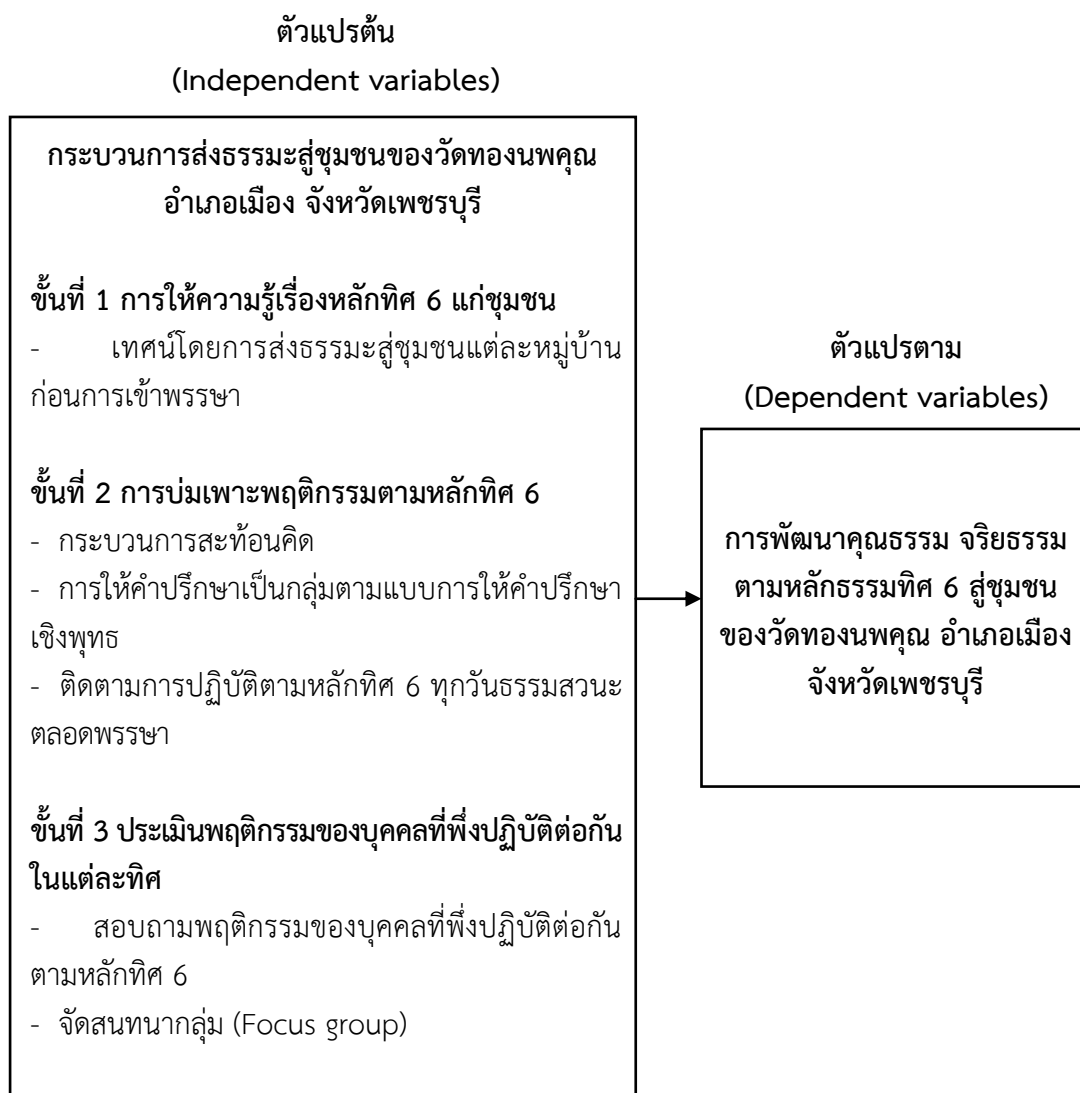 ตัวแปรต้น
(Independent variables)
กระบวนการส่งธรรมะสู่ชุมชนของวัดทองนพคุณ
อำเภอเมือง จังหวัดเพชรบุรี
ขั้นที่ 1 การให้ความรู้เรื่องหลักทิศ 6 แก่ชุมชน
- เทศน์โดยการส่งธรรมะสู่ชุมชนแต่ละหมู่บ้าน
ก่อนการเข้าพรรษา
ขั้นที่ 2 การบ่มเพาะพฤติกรรมตามหลักทิศ 6
- กระบวนการสะท้อนคิด
- การให้คำปรึกษาเป็นกลุ่มตามแบบการให้คำปรึกษา
เชิงพุทธ
- ติดตามการปฏิบัติตามหลักทิศ 6 ทุกวันธรรมสวนะ
ตลอดพรรษา
ขั้นที่ 3 ประเมินพฤติกรรมของบุคคลที่พึ่งปฏิบัติต่อกัน
ในแต่ละทิศ
- สอบถามพฤติกรรมของบุคคลที่พึ่งปฏิบัติต่อกัน
ตามหลักทิศ 6
- จัดสนทนากลุ่ม (Focus group)
ตัวแปรตาม
(Dependent variables)
การพัฒนาคุณธรรม จริยธรรม
ตามหลักธรรมทิศ 6 สู่ชุมชน
ของวัดทองนพคุณ อำเภอเมือง
จังหวัดเพชรบุรี